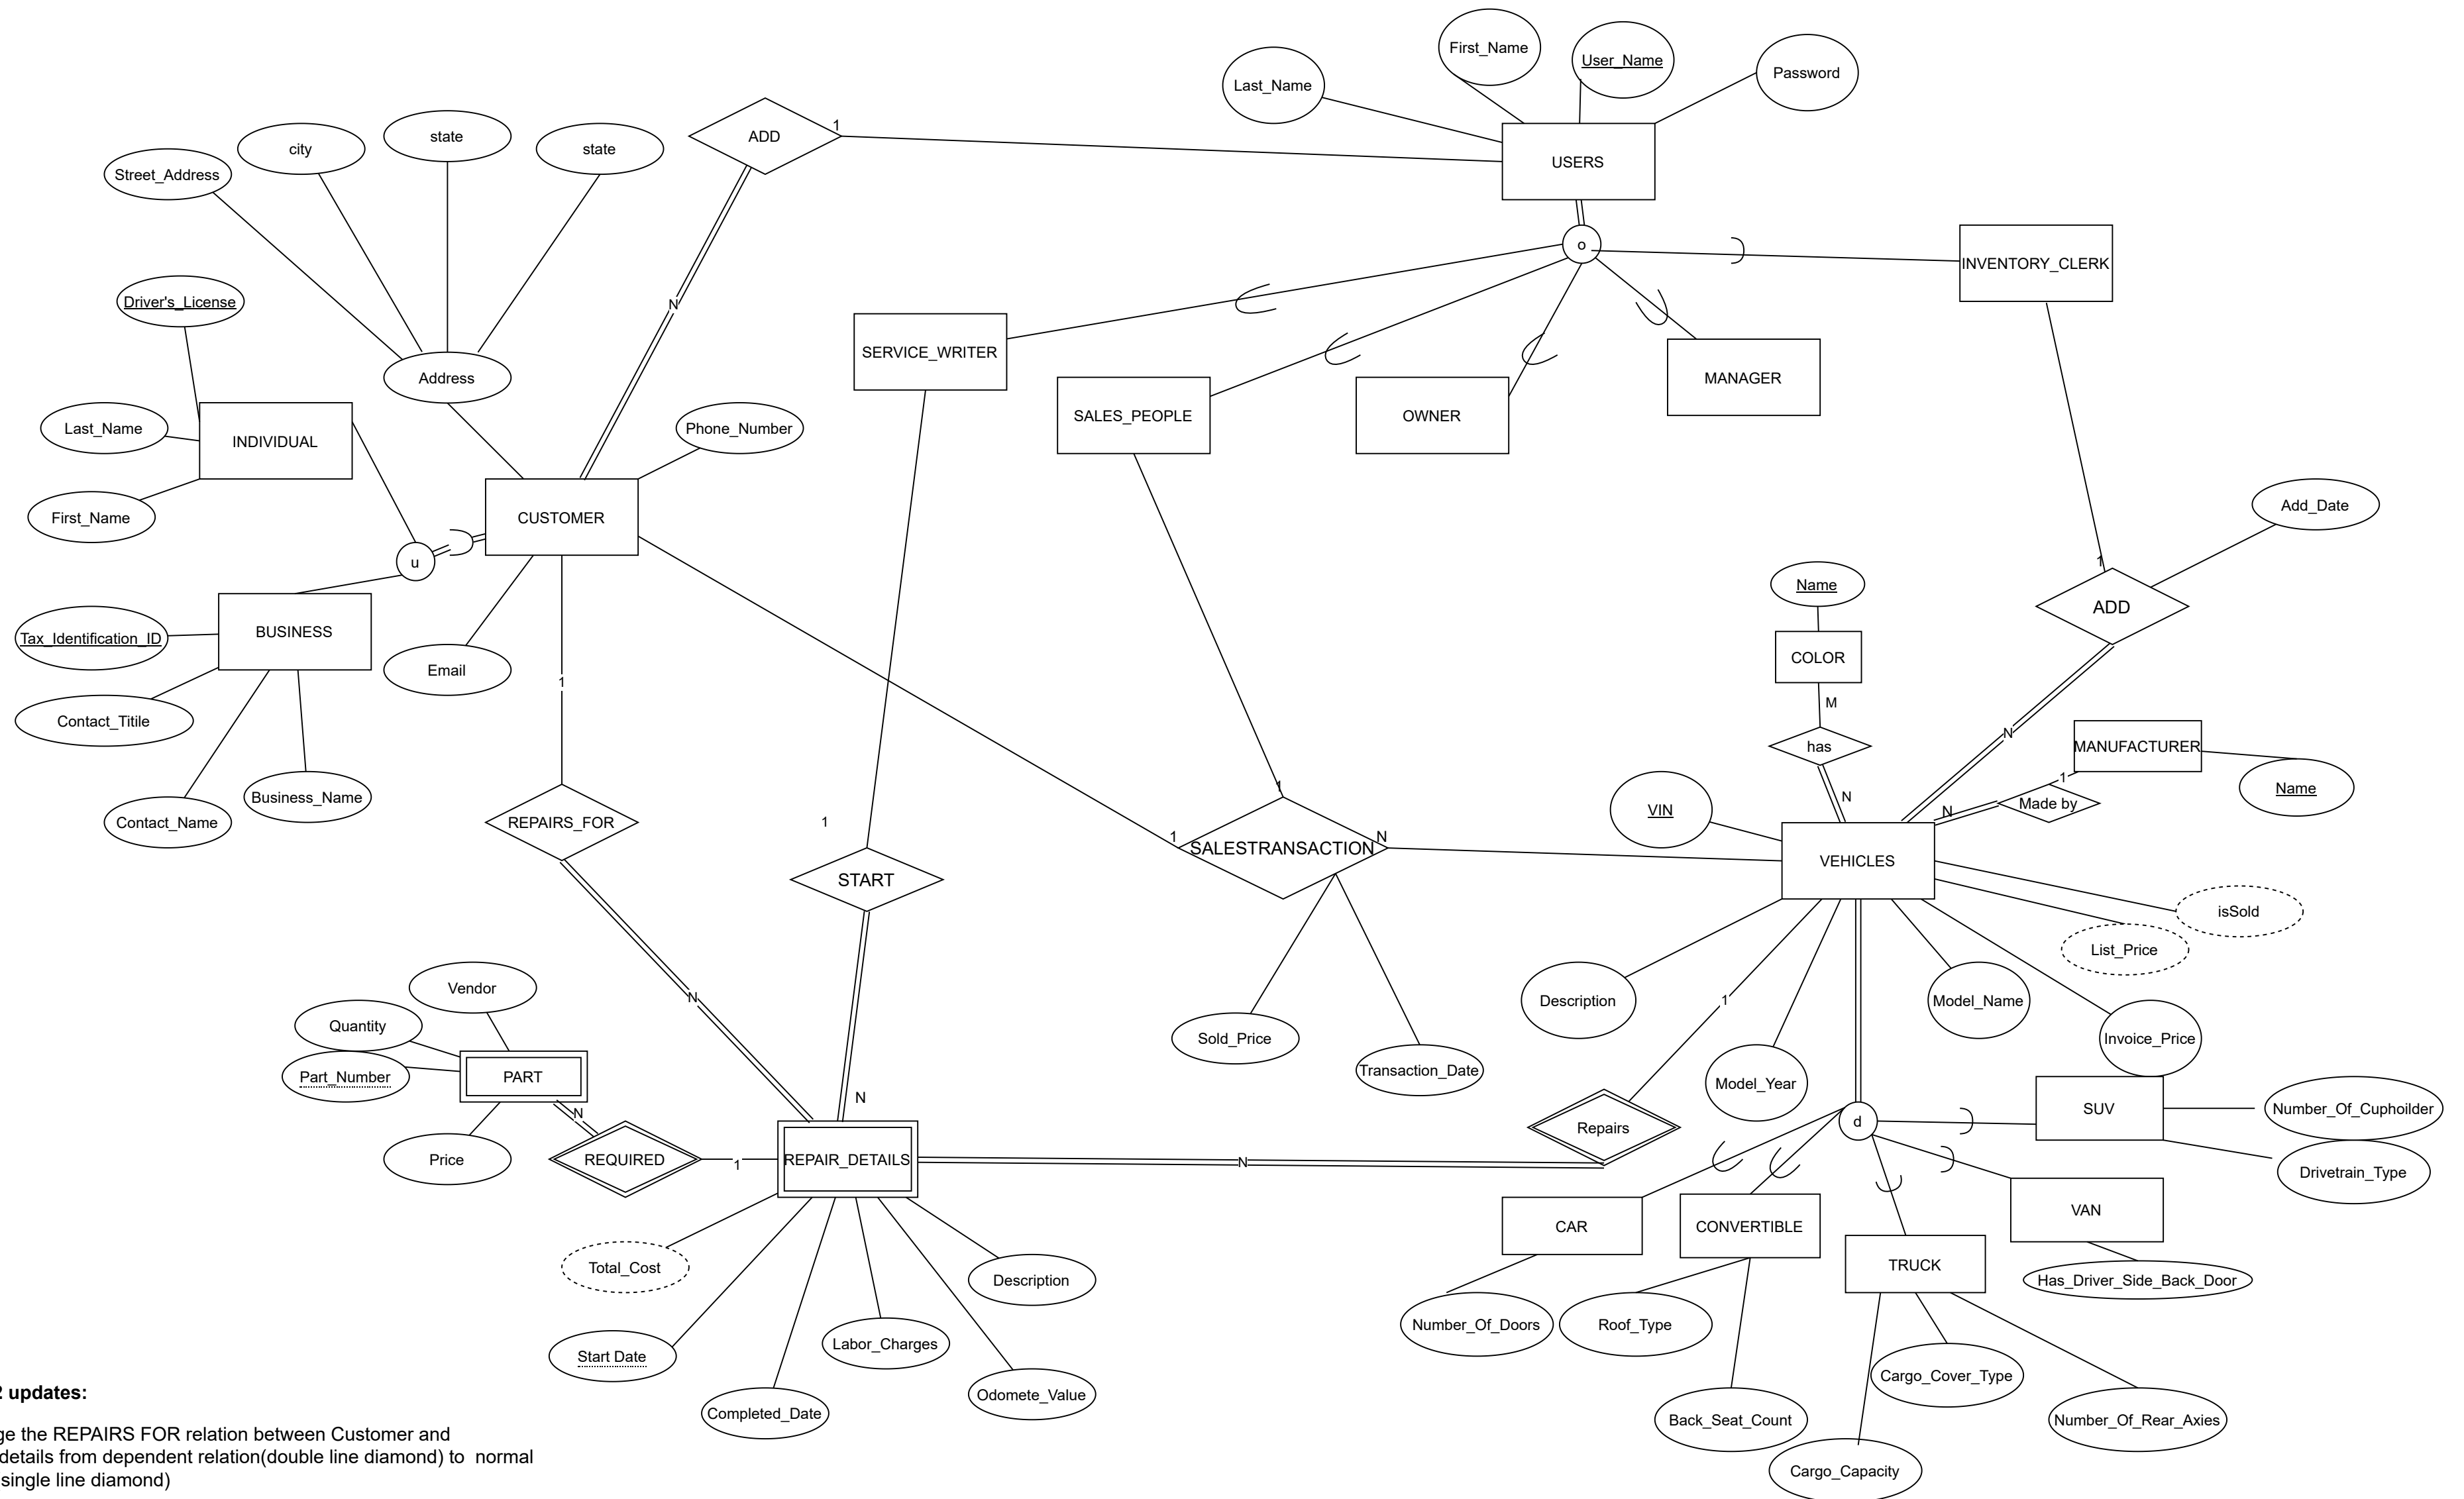 First_Name
User_Name
Password
Last_Name
ADD
1
USERS
city
state
state
Street_Address
o
INVENTORY_CLERK
Driver's_License
N
SERVICE_WRITER
Address
MANAGER
SALES_PEOPLE
OWNER
Last_Name
INDIVIDUAL
Phone_Number
First_Name
CUSTOMER
Add_Date
u
1
Name
ADD
Tax_Identification_ID
BUSINESS
COLOR
Email
1
M
Contact_Titile
N
has
MANUFACTURER
1
Name
Business_Name
1
N
Made by
N
Contact_Name
REPAIRS_FOR
1
1
SALESTRANSACTION
N
VIN
VEHICLES
START
isSold
List_Price
Vendor
N
Description
1
Model_Name
Quantity
Sold_Price
Invoice_Price
Part_Number
PART
Transaction_Date
Model_Year
N
N
Repairs
d
SUV
Number_Of_Cuphoilder
Price
REQUIRED
1
REPAIR_DETAILS
N
Drivetrain_Type
CAR
CONVERTIBLE
VAN
Total_Cost
Description
TRUCK
Has_Driver_Side_Back_Door
Number_Of_Doors
Roof_Type
Start Date
Labor_Charges
Cargo_Cover_Type
Completed_Date
Odomete_Value
Back_Seat_Count
Number_Of_Rear_Axies
Cargo_Capacity
2 updates:
ge the REPAIRS FOR relation between Customer and
details from dependent relation(double line diamond) to normal
single line diamond)